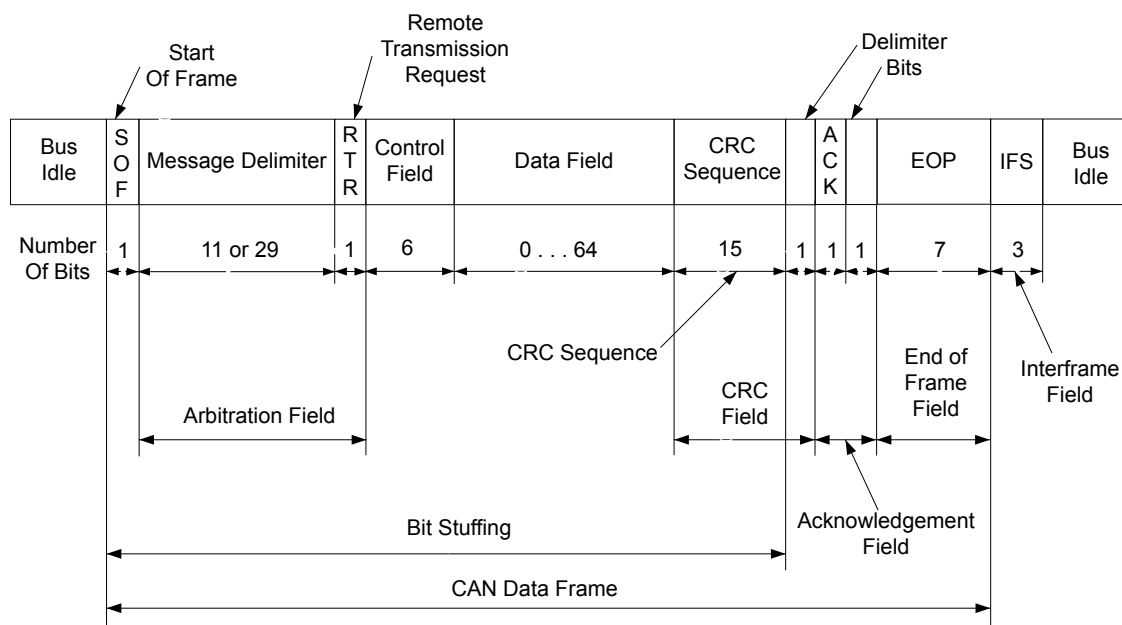 Start
Of Frame
Remote
Transmission
Request
Delimiter
Bits
Bus
Idle
S
O
F
Message Delimiter
R
T
R
Control
Field
Data Field
CRC
Sequence
A
C
K
EOP
IFS
Bus
Idle
Number
Of Bits
1
11 or 29
1
6
0 . . . 64
15
1
1
1
7
3
CRC Sequence
Arbitration Field
CRC
Field
End of
Frame
Field
Interframe
Field
Bit Stuffing
Acknowledgement
Field
CAN Data Frame